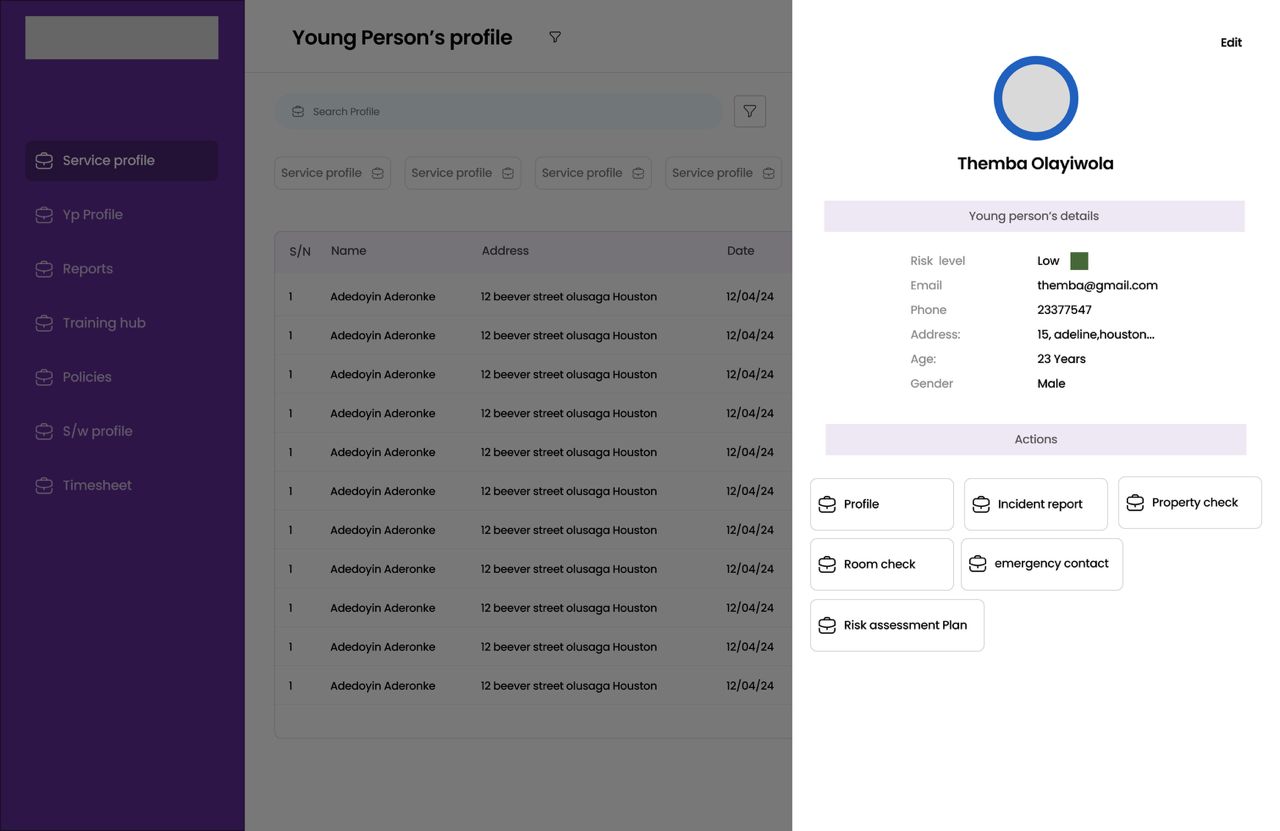 Service profile
Yp Profile
Reports
Training hub
Policies
S/w profile
Timesheet
Young Person’s profile
Search Profile
Service profile Service profile Service profile Service profile
S/N Name Address Date
1 Adedoyin Aderonke 12 beever street olusaga Houston 12/04/24
1 Adedoyin Aderonke 12 beever street olusaga Houston 12/04/24
1 Adedoyin Aderonke 12 beever street olusaga Houston 12/04/24
1 Adedoyin Aderonke 12 beever street olusaga Houston 12/04/24
1 Adedoyin Aderonke 12 beever street olusaga Houston 12/04/24
1 Adedoyin Aderonke 12 beever street olusaga Houston 12/04/24
1 Adedoyin Aderonke 12 beever street olusaga Houston 12/04/24
1 Adedoyin Aderonke 12 beever street olusaga Houston 12/04/24
1 Adedoyin Aderonke 12 beever street olusaga Houston 12/04/24
1 Adedoyin Aderonke 12 beever street olusaga Houston 12/04/24
1 Adedoyin Aderonke 12 beever street olusaga Houston 12/04/24
Edit
Themba Olayiwola
Young person’s details
Risk level Low
Email themba@gmail.com
Phone 23377547
Address: 15, adeline,houston...
Age: 23 Years
Gender Male
Actions
Profile Incident report Property check
Room check emergency contact
Risk assessment Plan